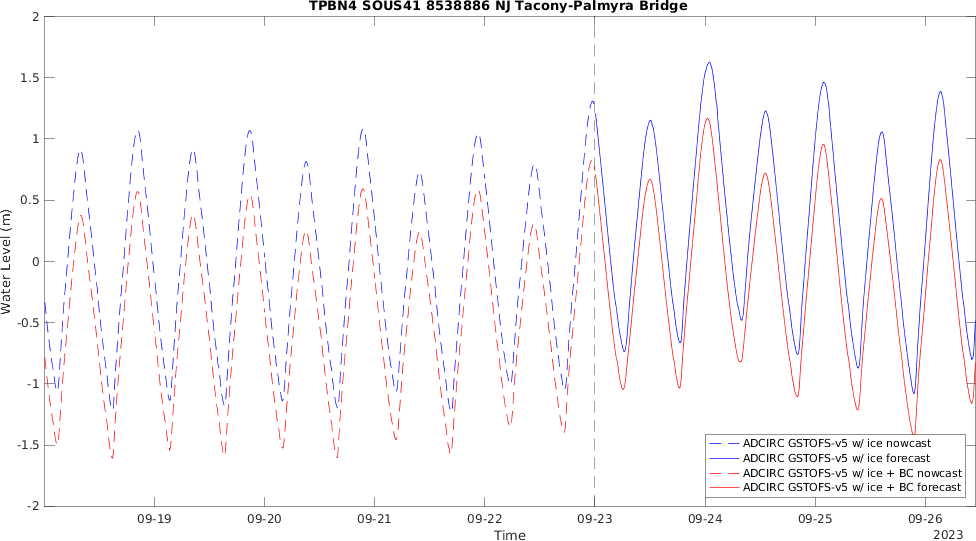 TPBN4 SOUS41 8538886 NJ Tacony-Palmyra Bridge
2
1.5
1
0.5
0
-0.5
-1
-1.5
-2
Water Level (m)
ADCIRC GSTOFS-v5 w/ ice nowcast
ADCIRC GSTOFS-v5 w/ ice forecast
ADCIRC GSTOFS-v5 w/ ice + BC nowcast
ADCIRC GSTOFS-v5 w/ ice + BC forecast
09-19 09-20 09-21 09-22 09-23 09-24 09-25 09-26
Time
2023